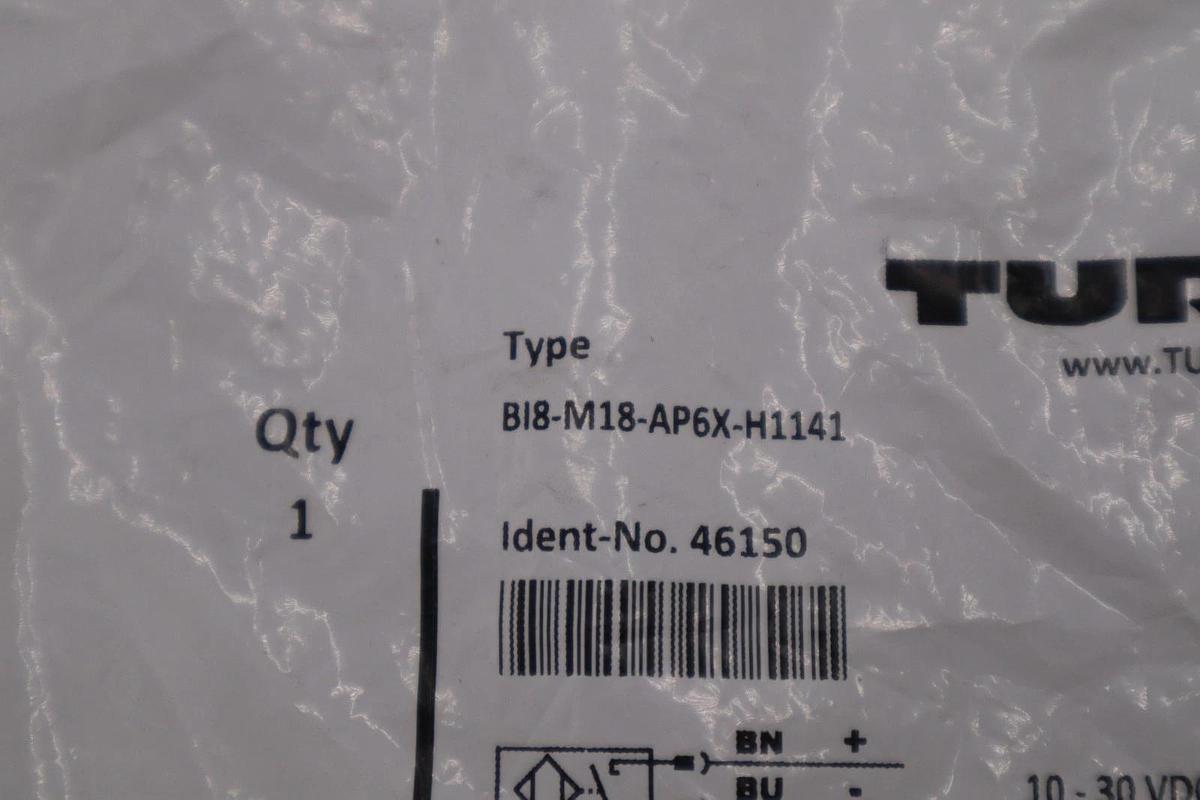 TUR
www.TU
Type
BI8-M18-AP6X-H1141
Qty
1
Ident-No. 46150
BN +
BU -
10 - 30 VD